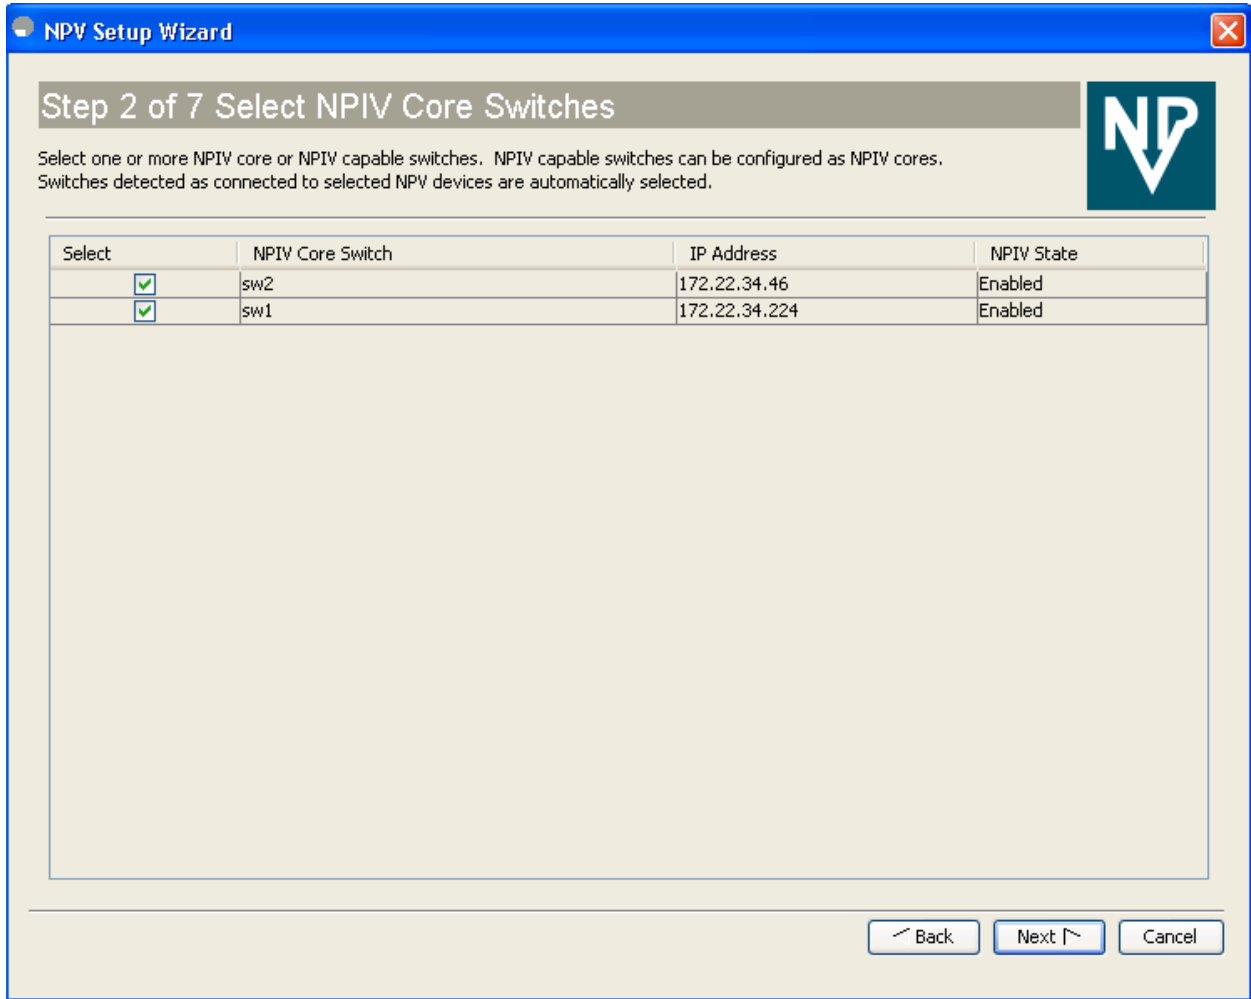 NPV Setup Wizard
Step 2 of 7 Select NPIV Core Switches
NPV
Select one or more NPIV core or NPIV capable switches.  NPIV capable switches can be configured as NPIV cores.
Switches detected as connected to selected NPV devices are automatically selected.
Select NPIV Core Switch IP Address NPIV State
sw2 172.22.34.46 Enabled
sw1 172.22.34.224 Enabled
Back Next Cancel